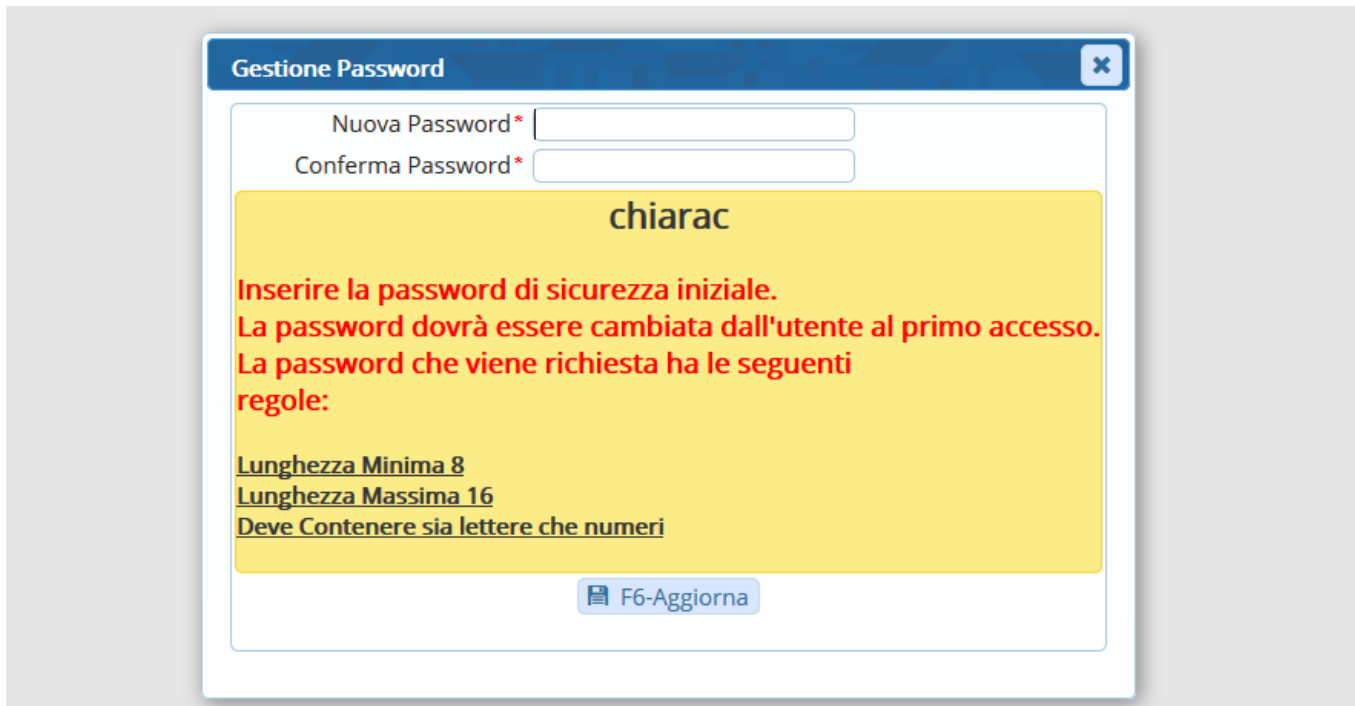 Gestione Password
Nuova Password*
Conferma Password*
chiarac
Inserire la password di sicurezza iniziale.
La password dovrà essere cambiata dall'utente al primo accesso.
La password che viene richiesta ha le seguenti
regole:
Lunghezza Minima 8
Lunghezza Massima 16
Deve Contenere sia lettere che numeri
F6-Aggiorna